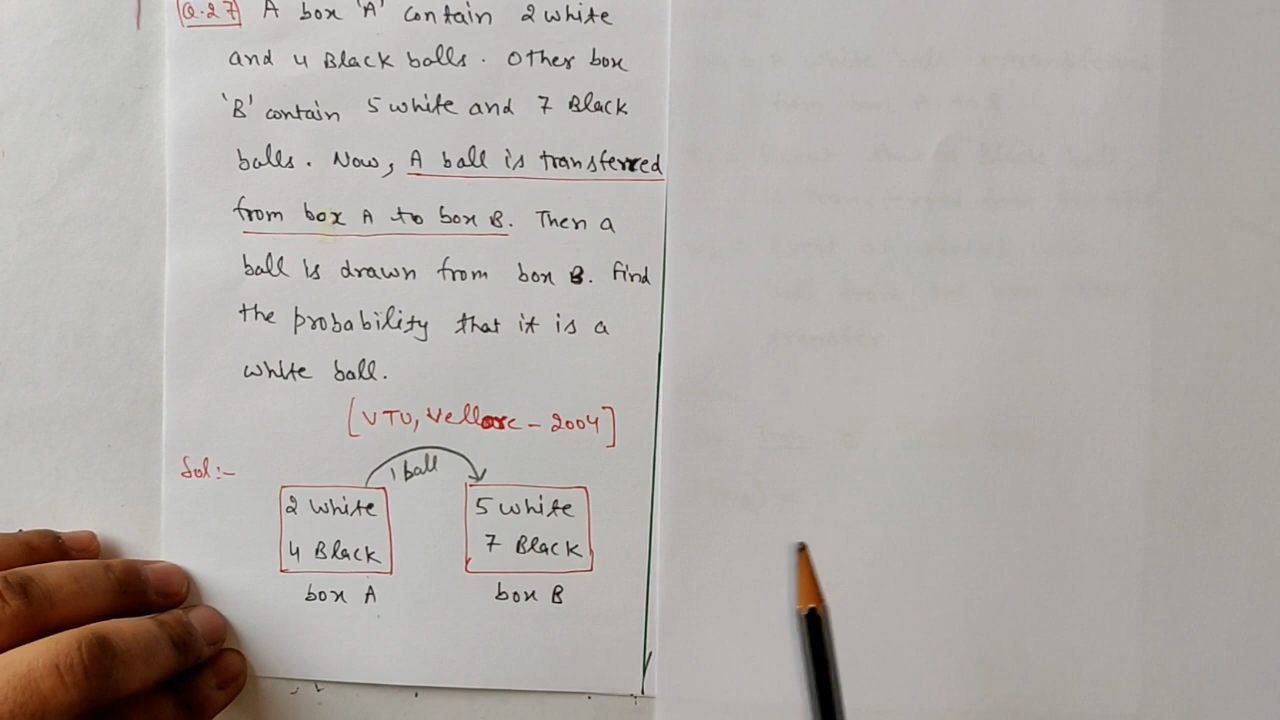 Q.27 A box 'A' contain 2 white
and 4 Black balls. Other box
'B' contain 5 white and 7 Black
balls. Now, A ball is transferred
from box A to box B. Then a
ball is drawn from box B. Find
the probability that it is a
white ball.
[VTU, Vellore - 2004]
Sol:-
1 ball
2 White 5 white
4 Black 7 Black
box A box B